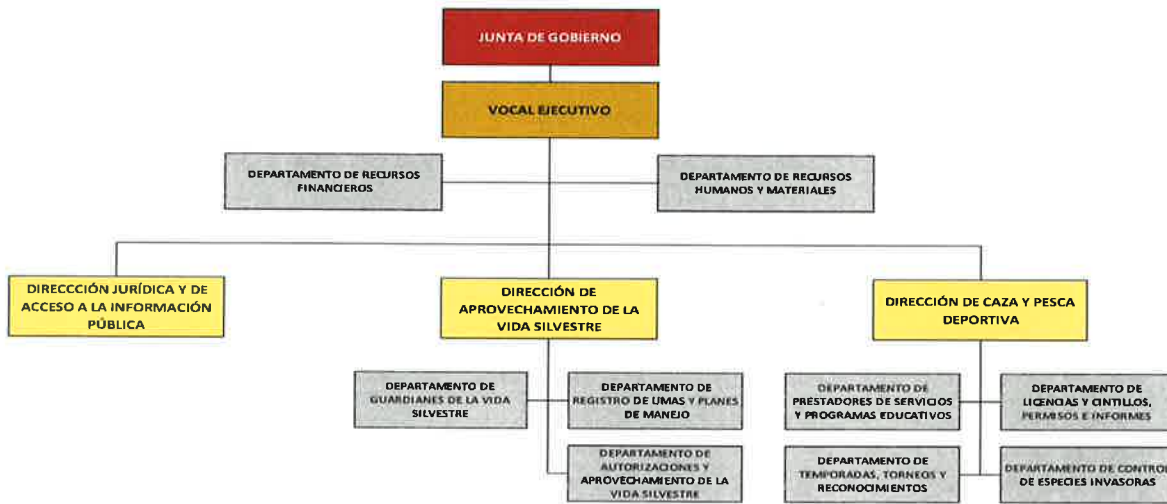 JUNTA DE GOBIERNO
VOCAL EJECUTIVO
DEPARTAMENTO DE RECURSOS
FINANCIEROS
DEPARTAMENTO DE RECURSOS
HUMANOS Y MATERIALES
DIRECCCIÓN JURÍDICA Y DE
ACCESO A LA INFORMACIÓN
PÚBLICA
DIRECCIÓN DE
APROVECHAMIENTO DE LA
VIDA SILVESTRE
DIRECCIÓN DE CAZA Y PESCA
DEPORTIVA
DEPARTAMENTO DE
GUARDIANES DE LA VIDA
SILVESTRE
DEPARTAMENTO DE
REGISTRO DE UMAS Y PLANES
DE MANEJO
DEPARTAMENTO DE
PRESTADORES DE SERVICIOS
Y PROGRAMAS EDUCATIVOS
DEPARTAMENTO DE
LICENCIAS Y CINTILLOS,
PERMISOS E INFORMES
DEPARTAMENTO DE
AUTORIZACIONES Y
APROVECHAMIENTO DE LA
VIDA SILVESTRE
DEPARTAMENTO DE
TEMPORADAS, TORNEOS Y
RECONOCIMIENTOS
DEPARTAMENTO DE CONTROL
DE ESPECIES INVASORAS